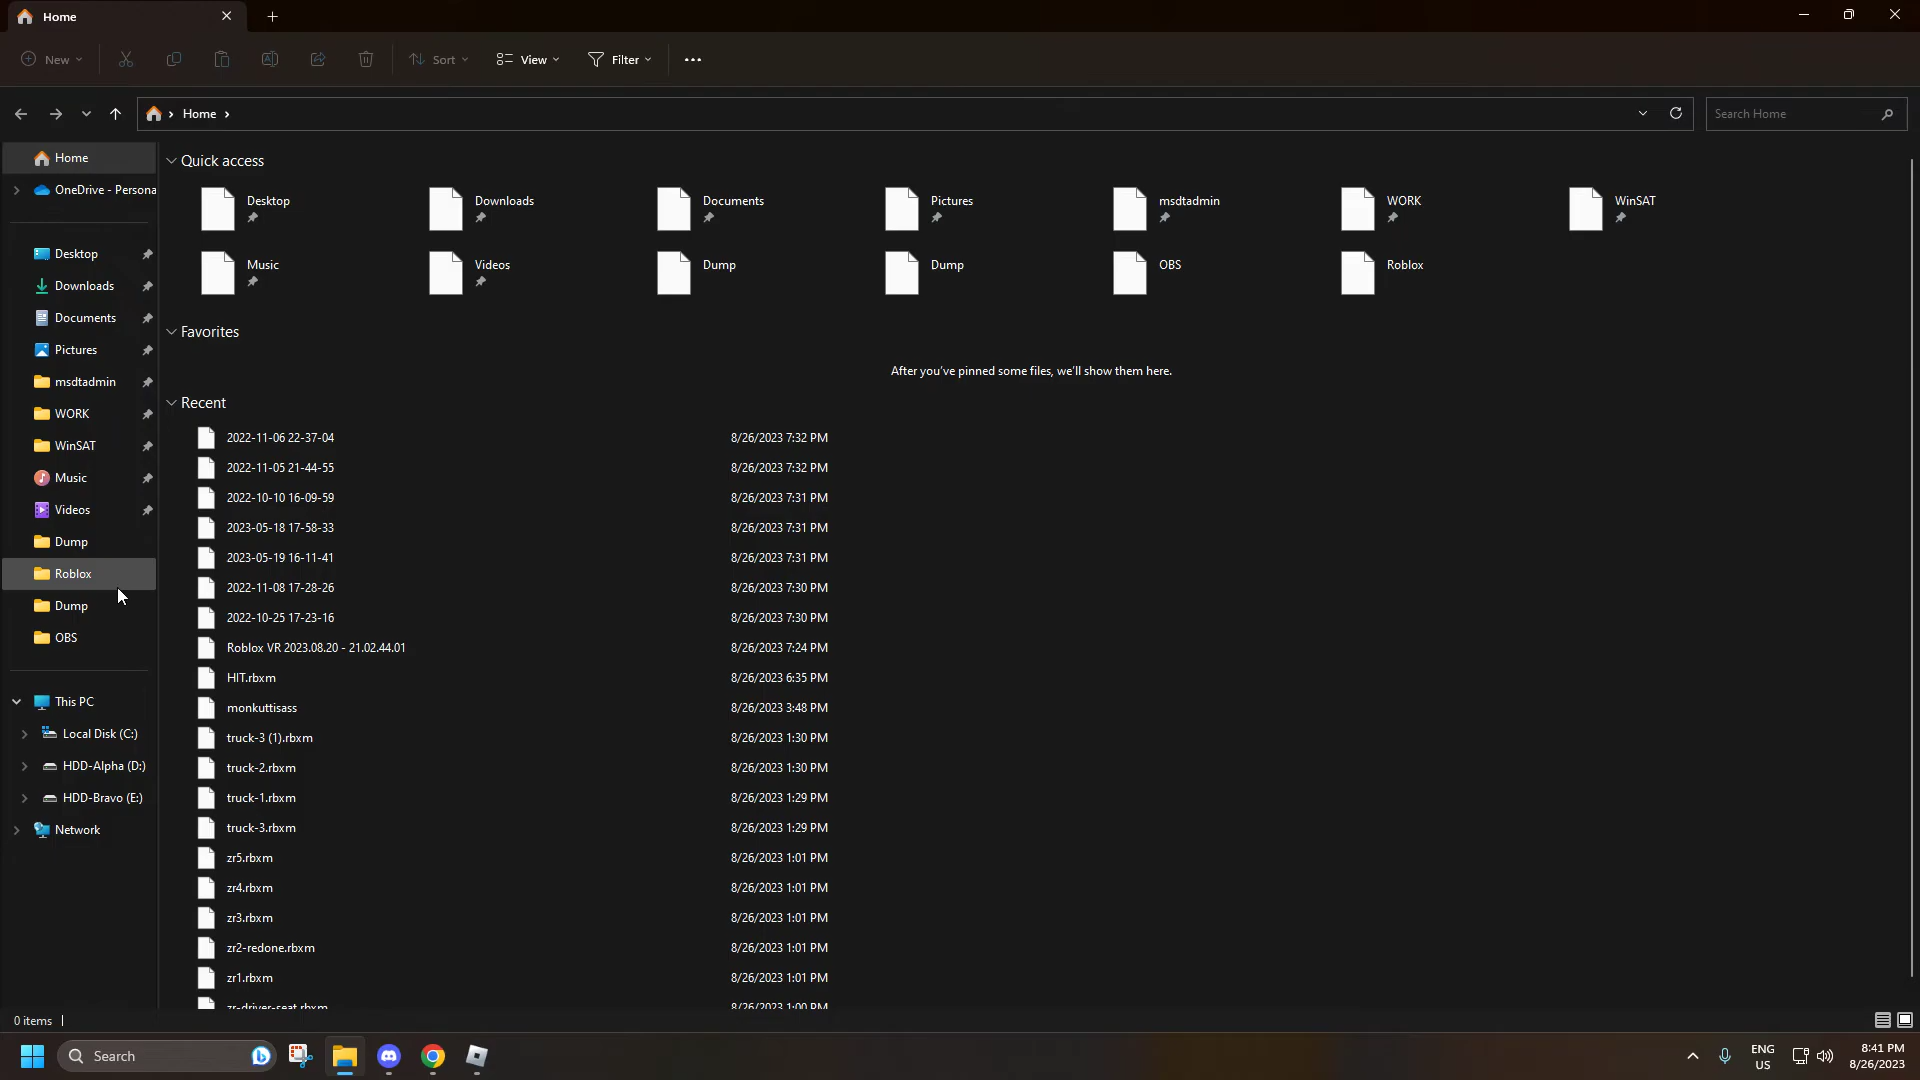 Home
New
Sort
View
Filter
Home
Search Home
Home
OneDrive - Persona
Desktop
Downloads
Documents
Pictures
msdtadmin
WORK
WinSAT
Music
Videos
Dump
Roblox
Dump
OBS
This PC
Local Disk (C:)
HDD-Alpha (D:)
HDD-Bravo (E:)
Network
Quick access
Desktop
Downloads
Documents
Pictures
msdtadmin
WORK
WinSAT
Music
Videos
Dump
Dump
OBS
Roblox
Favorites
After you've pinned some files, we'll show them here.
Recent
2022-11-06 22-37-04 8/26/2023 7:32 PM
2022-11-05 21-44-55 8/26/2023 7:32 PM
2022-10-10 16-09-59 8/26/2023 7:31 PM
2023-05-18 17-58-33 8/26/2023 7:31 PM
2023-05-19 16-11-41 8/26/2023 7:31 PM
2022-11-08 17-28-26 8/26/2023 7:30 PM
2022-10-25 17-23-16 8/26/2023 7:30 PM
Roblox VR 2023.08.20 - 21.02.44.01 8/26/2023 7:24 PM
HIT.rbxm 8/26/2023 6:35 PM
monkuttisass 8/26/2023 3:48 PM
truck-3 (1).rbxm 8/26/2023 1:30 PM
truck-2.rbxm 8/26/2023 1:30 PM
truck-1.rbxm 8/26/2023 1:29 PM
truck-3.rbxm 8/26/2023 1:29 PM
zr5.rbxm 8/26/2023 1:01 PM
zr4.rbxm 8/26/2023 1:01 PM
zr3.rbxm 8/26/2023 1:01 PM
zr2-redone.rbxm 8/26/2023 1:01 PM
zr1.rbxm 8/26/2023 1:01 PM
zr-driver-seat.rbxm 8/26/2023 1:00 PM
0 items
Search
ENG
US
8:41 PM
8/26/2023